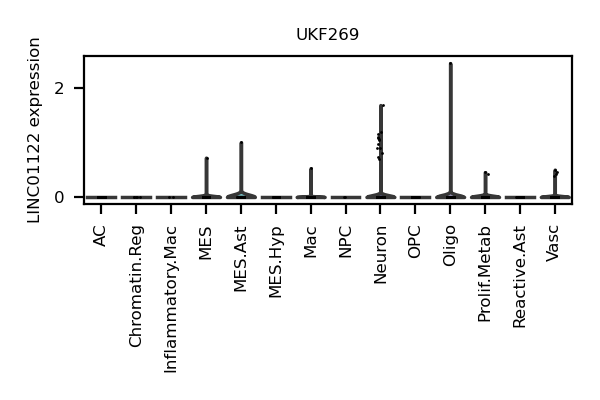 UKF269
LINC01122 expression
2
0
AC
Chromatin.Reg
Inflammatory.Mac
MES
MES.Ast
MES.Hyp
Mac
NPC
Neuron
OPC
Oligo
Prolif.Metab
Reactive.Ast
Vasc